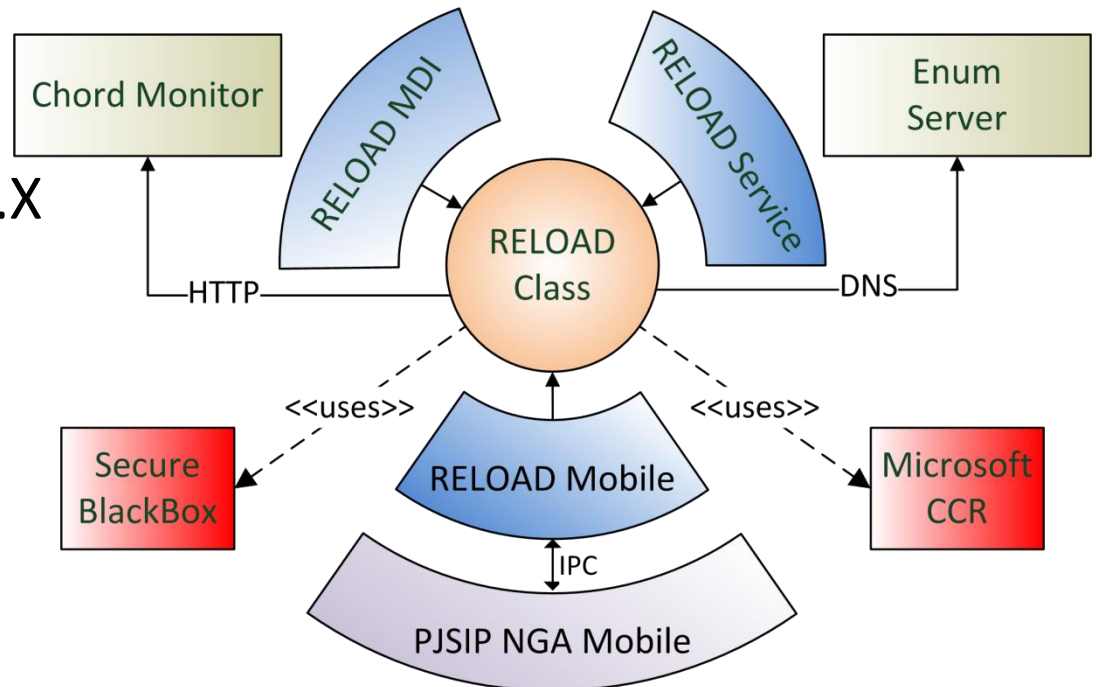 Chord Monitor
RELOAD MDI
RELOAD Service
Enum
Server
.X
RELOAD
Class
HTTP
DNS
<<uses>>
<<uses>>
Secure
BlackBox
RELOAD Mobile
Microsoft
CCR
IPC
PJSIP NGA Mobile